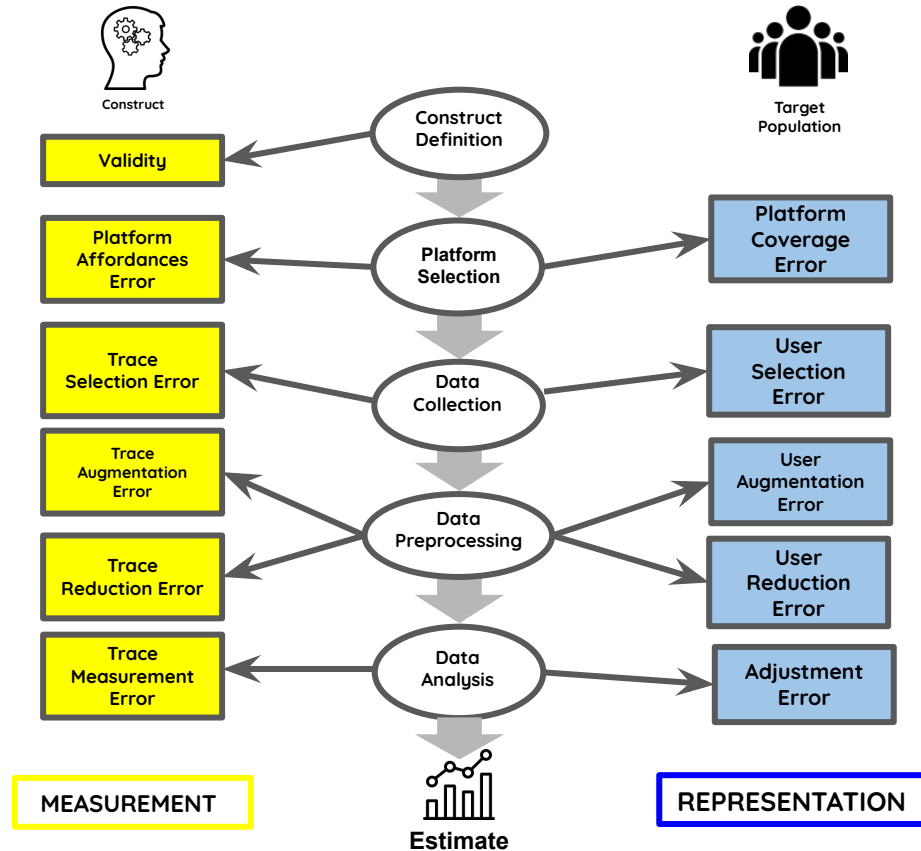 Construct
Target
Population
Construct
Definition
Validity
Platform
Affordances
Error
Platform
Selection
Platform
Coverage
Error
Trace
Selection Error
Data
Collection
User
Selection
Error
Trace
Augmentation
Error
Data
Preprocessing
User
Augmentation
Error
Trace
Reduction Error
User
Reduction
Error
Trace
Measurement
Error
Data
Analysis
Adjustment
Error
MEASUREMENT
Estimate
REPRESENTATION